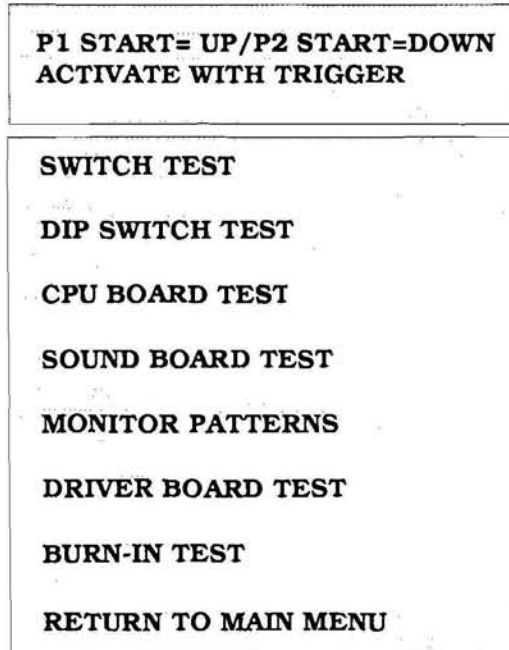 P1 START= UP/P2 START=DOWN
ACTIVATE WITH TRIGGER
SWITCH TEST
DIP SWITCH TEST
CPU BOARD TEST
SOUND BOARD TEST
MONITOR PATTERNS
DRIVER BOARD TEST
BURN-IN TEST
RETURN TO MAIN MENU